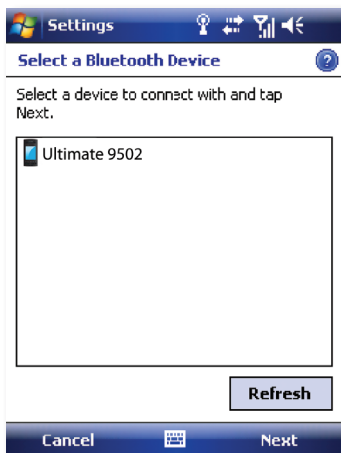 Settings
Select a Bluetooth Device
?
Select a device to connect with and tap
Next.
Ultimate 9502
Refresh
Cancel
Next